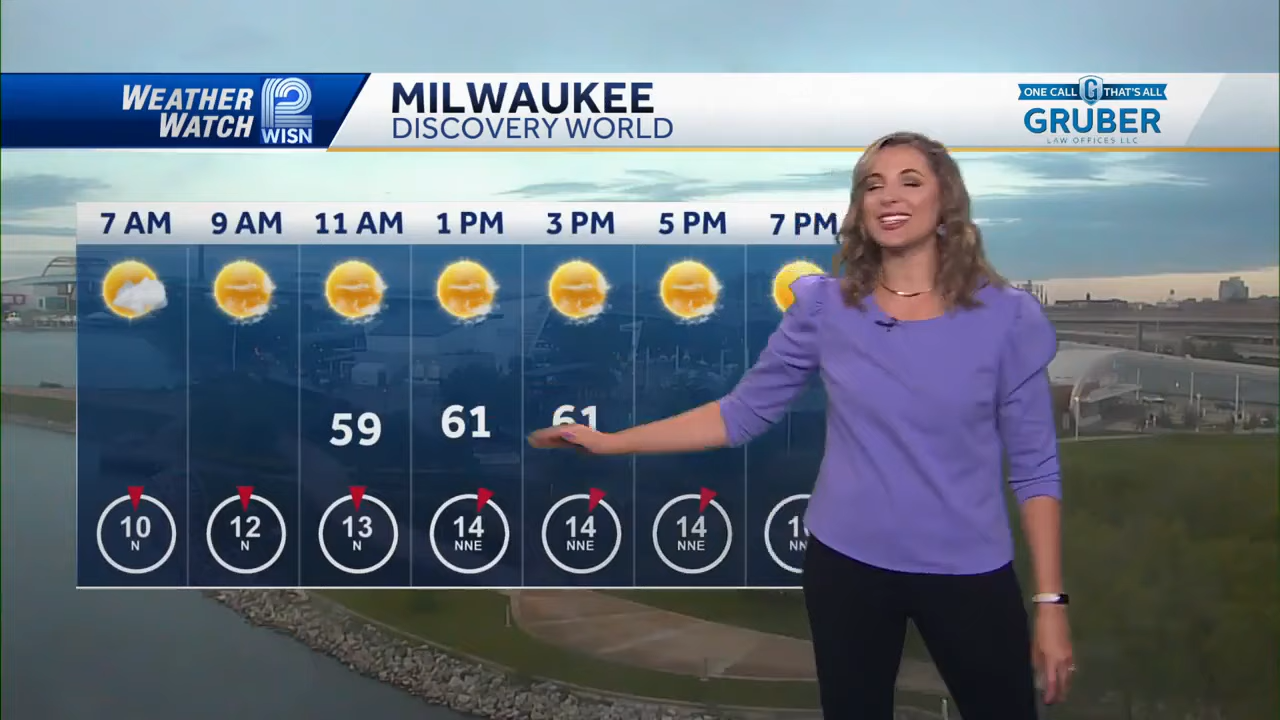 WEATHER
WATCH
12
WISN
MILWAUKEE
DISCOVERY WORLD
ONE CALL G THAT'S ALL
GRUBER
LAW OFFICES LLC
7 AM 9 AM 11 AM 1 PM 3 PM 5 PM 7 PM
59 61 61
10 12 13 14 14 14
N N N NNE NNE NNE